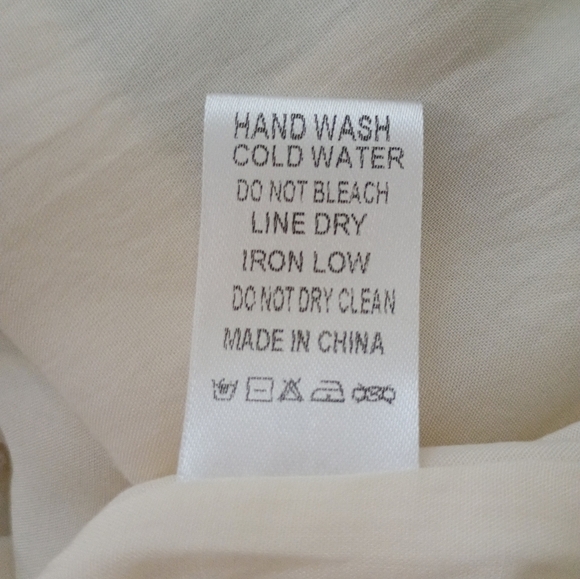 HAND WASH
COLD WATER
DO NOT BLEACH
LINE DRY
IRON LOW
DO NOT DRY CLEAN
MADE IN CHINA